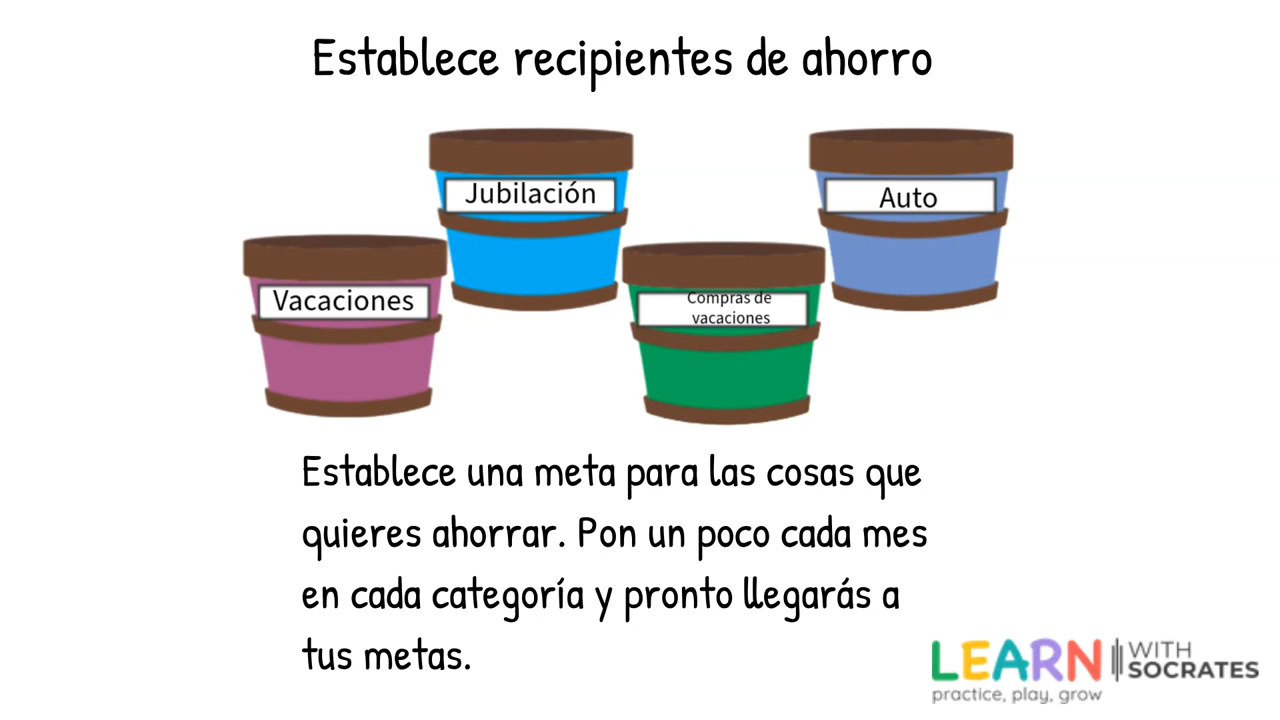 Establece recipientes de ahorro
Jubilación
Auto
Vacaciones
Compras de
vacaciones
Establece una meta para las cosas que
quieres ahorrar. Pon un poco cada mes
en cada categoría y pronto llegarás a
tus metas.
LEARN WITH
SOCRATES
practice, play, grow